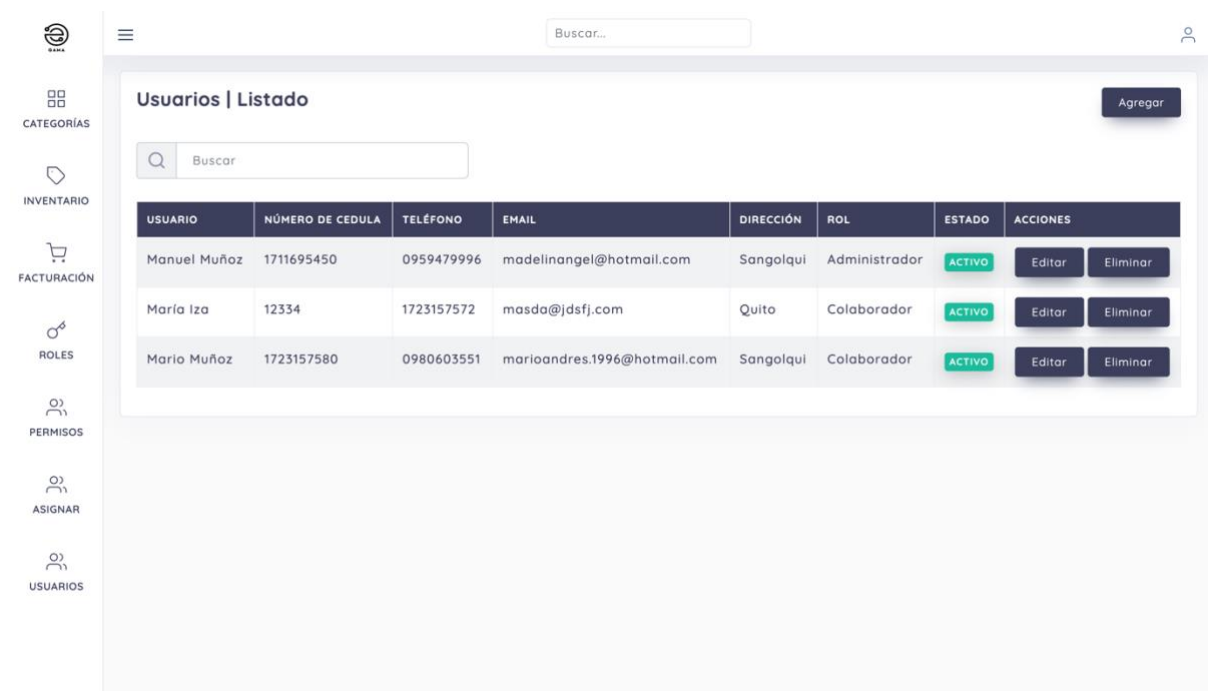 GAMA
Buscar...
CATEGORÍAS
INVENTARIO
FACTURACIÓN
ROLES
PERMISOS
ASIGNAR
USUARIOS
Usuarios | Listado
Agregar
Buscar
USUARIO NÚMERO DE CEDULA TELÉFONO EMAIL DIRECCIÓN ROL ESTADO ACCIONES
Manuel Muñoz 1711695450 0959479996 madelinangel@hotmail.com Sangolqui Administrador ACTIVO Editar Eliminar
María Iza 12334 1723157572 masda@jdsfj.com Quito Colaborador ACTIVO Editar Eliminar
Mario Muñoz 1723157580 0980603551 marioandres.1996@hotmail.com Sangolqui Colaborador ACTIVO Editar Eliminar